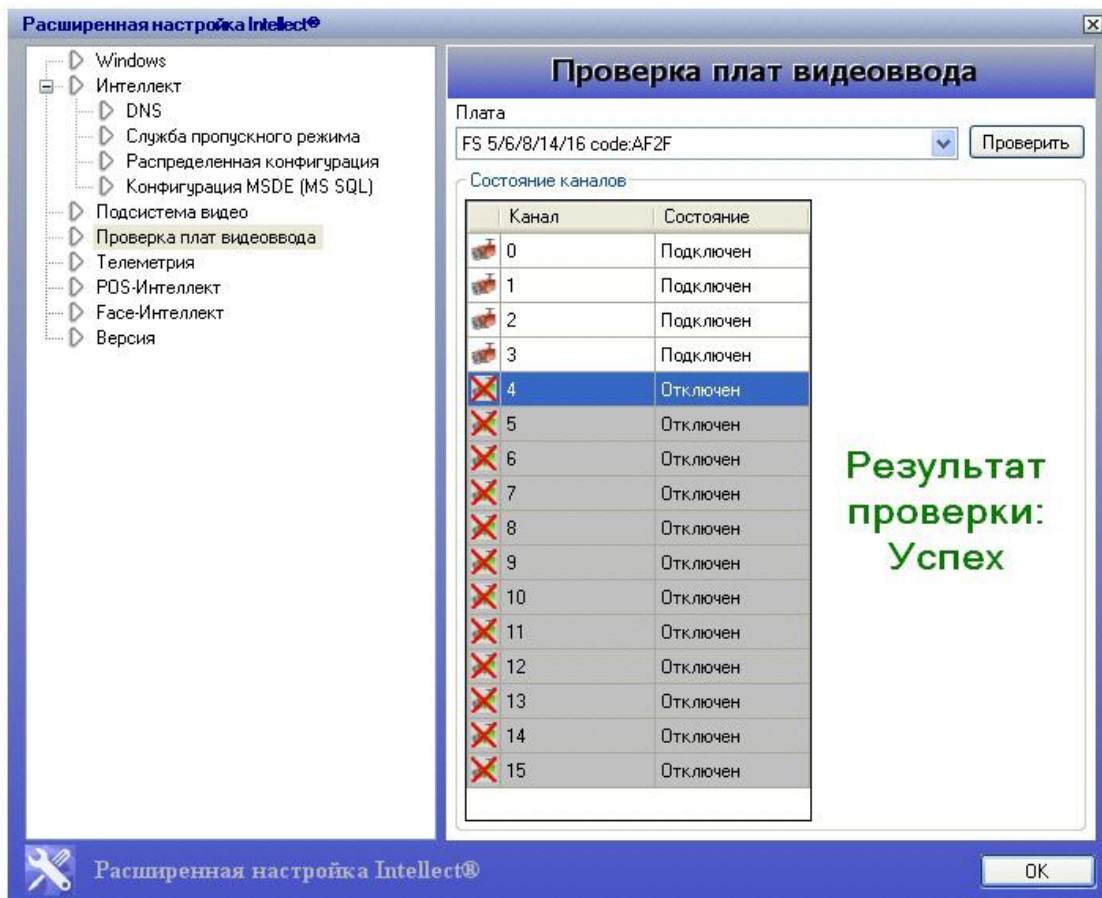 Расширенная настройка Intellect®
Windows
Интеллект
DNS
Служба пропускного режима
Распределенная конфигурация
Конфигурация MSDE (MS SQL)
Подсистема видео
Проверка плат видеоввода
Телеметрия
POS-Интеллект
Face-Интеллект
Версия
Проверка плат видеоввода
Плата
FS 5/6/8/14/16 code:AF2F
Проверить
Состояние каналов
Канал Состояние
0 Подключен
1 Подключен
2 Подключен
3 Подключен
4 Отключен
5 Отключен
6 Отключен
7 Отключен
8 Отключен
9 Отключен
10 Отключен
11 Отключен
12 Отключен
13 Отключен
14 Отключен
15 Отключен
Результат
проверки:
Успех
Расширенная настройка Intellect®
OK